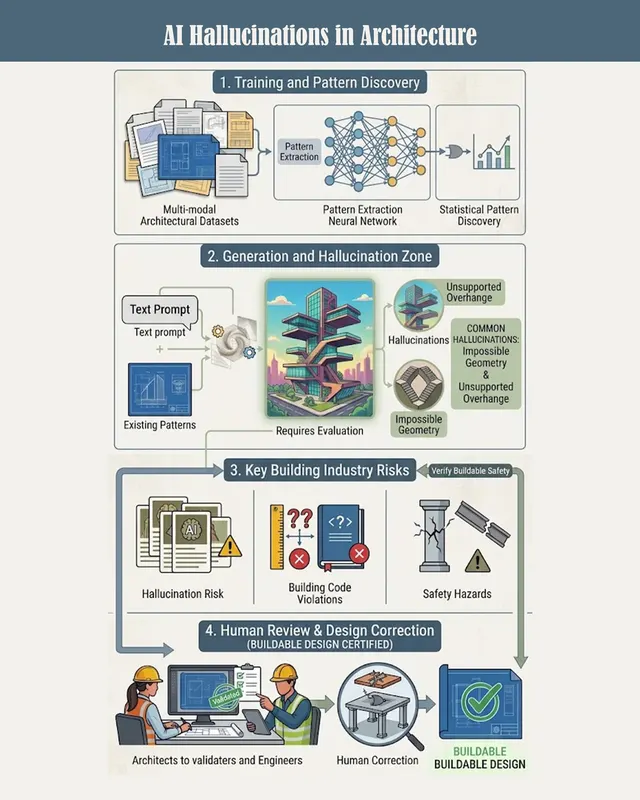 AI Hallucinations in Architecture
1. Training and Pattern Discovery
Pattern
Extraction
Multi-modal
Architectural Datasets
Pattern Extraction
Neural Network
Statistical Pattern
Discovery
2. Generation and Hallucination Zone
Text Prompt
Text prompt
+
Existing Patterns
Requires Evaluation
Unsupported
Overhange
Hallucinations
Impossible
Geometry
COMMON
HALLUCINATIONS:
Impossible
Geometry
&
Unsupported
Overhange
3. Key Building Industry Risks
Verify Buildable Safety
AI
Hallucination Risk
??
<?>
Building Code
Violations
Safety Hazards
4. Human Review & Design Correction
(BUILDABLE DESIGN CERTIFIED)
Validated
Architects to validaters and Engineers
Human Correction
BUILDABLE
BUILDABLE DESIGN